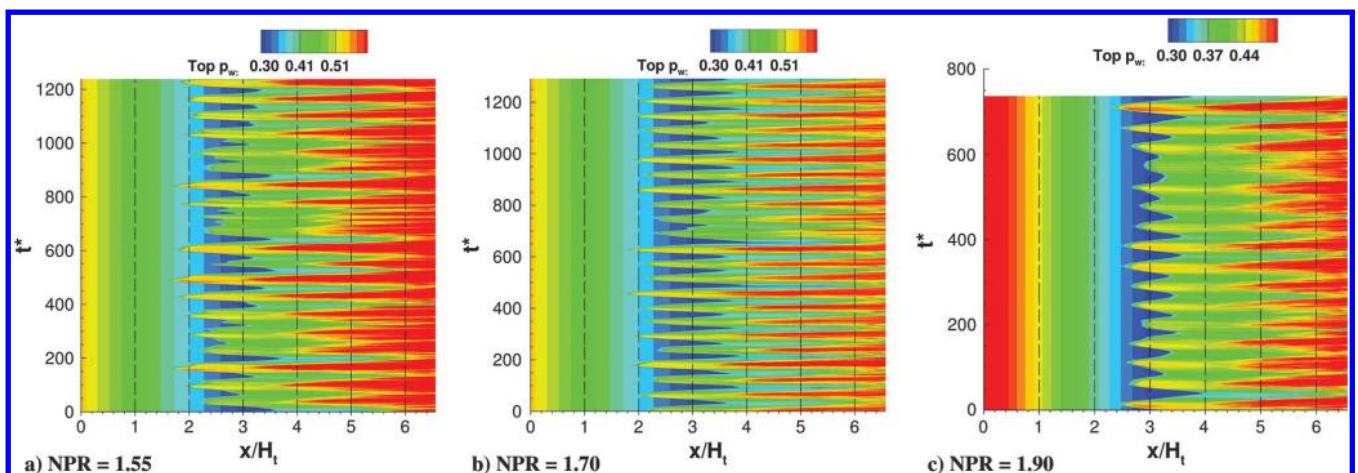 Top p_w: 0.30 0.41 0.51
1200
1000
800
600
400
200
0
t*
0 1 2 3 4 5 6
x/H_t
a) NPR = 1.55
Top p_w: 0.30 0.41 0.51
1200
1000
800
600
400
200
0
t*
0 1 2 3 4 5 6
x/H_t
b) NPR = 1.70
Top p_w: 0.30 0.37 0.44
800
600
400
200
0
t*
0 1 2 3 4 5 6
x/H_t
c) NPR = 1.90